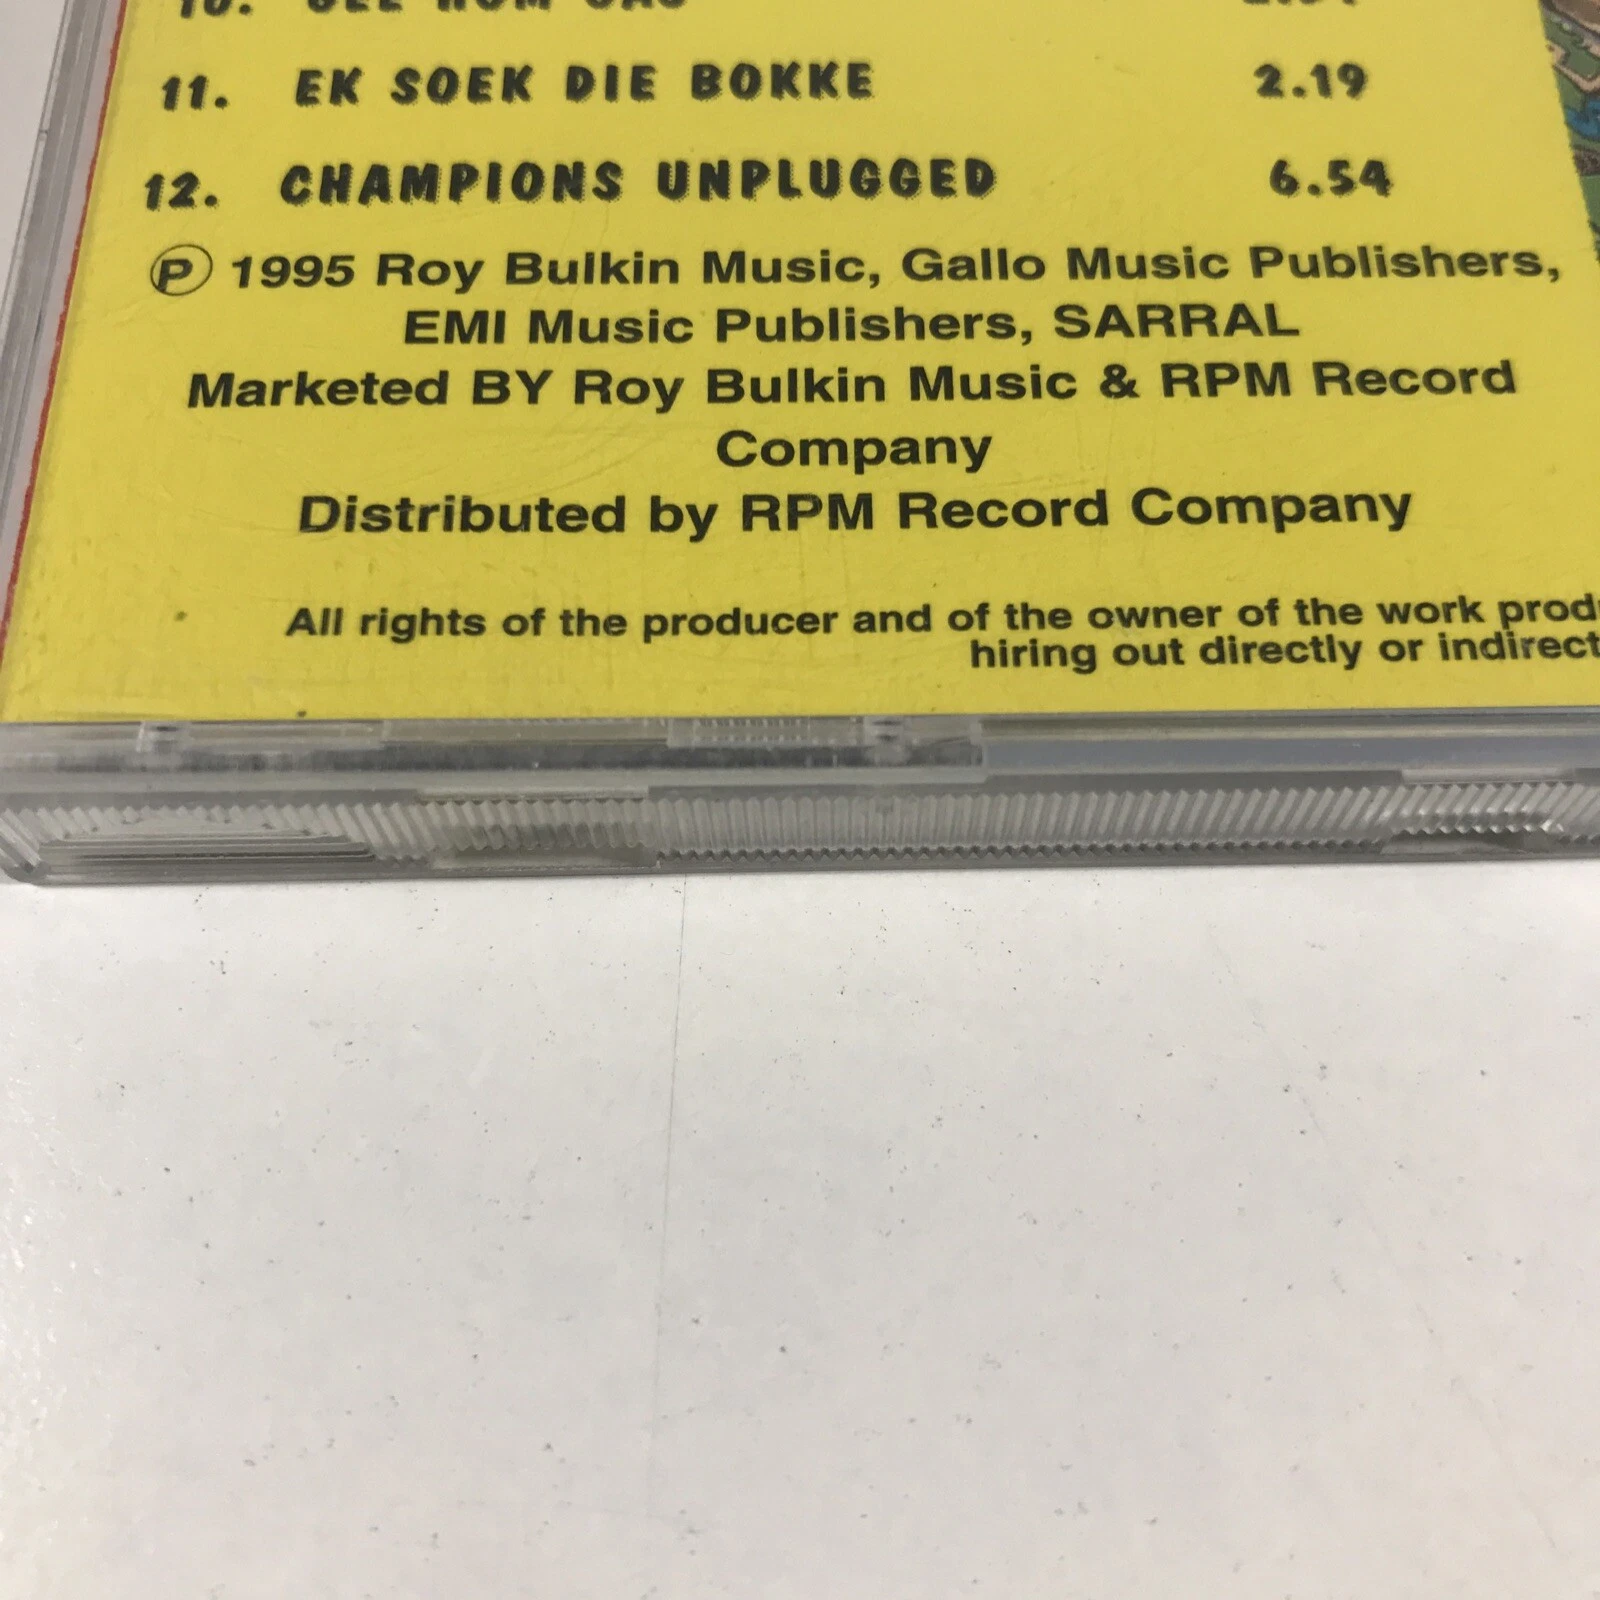 10.
11. EK SOEK DIE BOKKE 2.19
12. CHAMPIONS UNPLUGGED 6.54
Ⓟ 1995 Roy Bulkin Music, Gallo Music Publishers,
EMI Music Publishers, SARRAL
Marketed BY Roy Bulkin Music & RPM Record
Company
Distributed by RPM Record Company
All rights of the producer and of the owner of the work
hiring out directly or